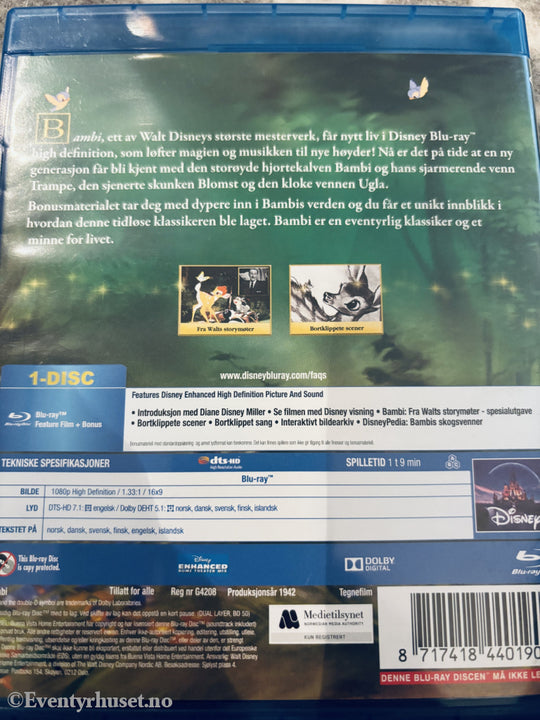 Bambi, ett av Walt Disneys største mesterverk, får nytt liv i Disney Blu-ray™
high definition, som løfter magien og musikken til nye høyder! Nå er det på tide at en ny
generasjon får bli kjent med den storøyde hjortekalven Bambi og hans sjarmerende venn
Trampe, den sjenerte skunken Blomst og den kloke vennen Ugla.
Bonusmaterialet tar deg med dypere inn i Bambis verden og du får et unikt innblikk i
hvordan denne tidløse klassikeren ble laget. Bambi er en eventyrlig klassiker og et
minne for livet.
Fra Walts storymøter
Bortklippete scener
www.disneybluray.com/faqs
1-DISC
Blu-ray™
Feature Film + Bonus
Features Disney Enhanced High Definition Picture And Sound
• Introduksjon med Diane Disney Miller • Se filmen med Disney visning • Bambi: Fra Walts storymøter - spesialutgave
• Bortklippete scener • Bortklippet sang • Interaktivt bildearkiv • DisneyPedia: Bambis skogsvenner
TEKNISKE SPESIFIKASJONER
dts-HD
High Resolution Audio
SPILLETID 1 t 9 min
Blu-ray™
BILDE 1080p High Definition / 1.33:1 / 16x9
LYD DTS-HD 7.1: engelsk / Dolby DEHT 5.1: norsk, dansk, svensk, finsk, islandsk
TEKSTET PÅ norsk, dansk, svensk, finsk, engelsk, islandsk
Disney
This Blu-ray Disc
is copy protected.
Disney
ENHANCED
HOME THEATER MIX
DOLBY
DIGITAL
Tillatt for alle Reg nr G4208 Produksjonsår 1942 Tegnefilm
Medietilsynet
NORWEGIAN MEDIA AUTHORITY
KUN REGISTRERT
8 717418 440190
DENNE BLU-RAY DISCEN MÅ IKKE LE
© Eventyrhuset.no